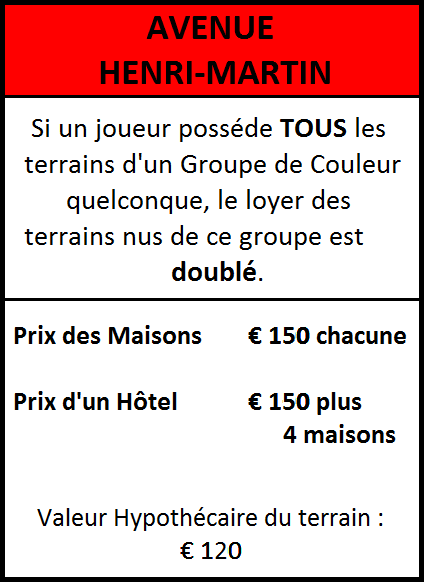 AVENUE
HENRI-MARTIN
Si un joueur posséde TOUS les
terrains d'un Groupe de Couleur
quelconque, le loyer des
terrains nus de ce groupe est
doublé.
Prix des Maisons € 150 chacune
Prix d'un Hôtel € 150 plus
4 maisons
Valeur Hypothécaire du terrain :
€ 120